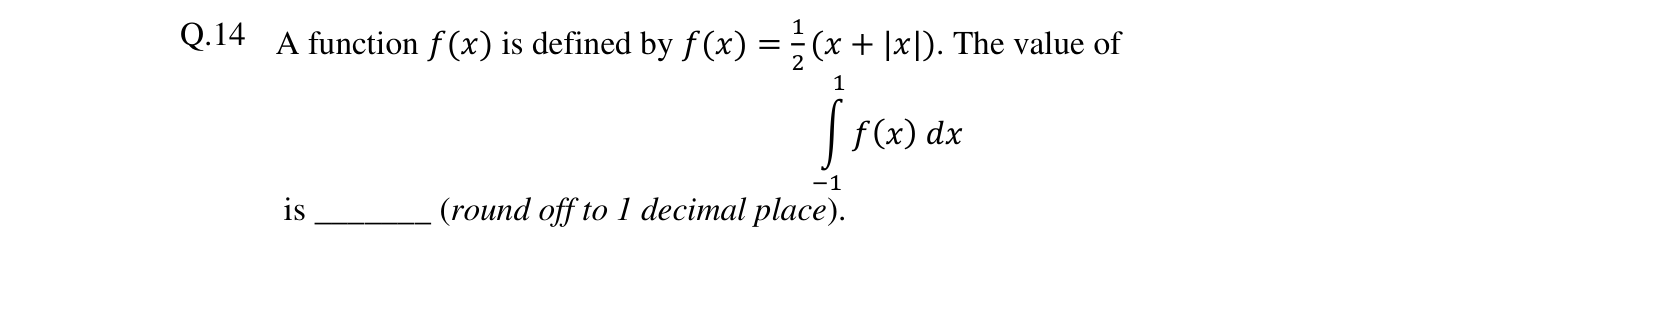 Q.14 A function f(x) is defined by f(x) = 1/2 (x + |x|). The value of
1
∫ f(x) dx
−1
is _______ (round off to 1 decimal place).